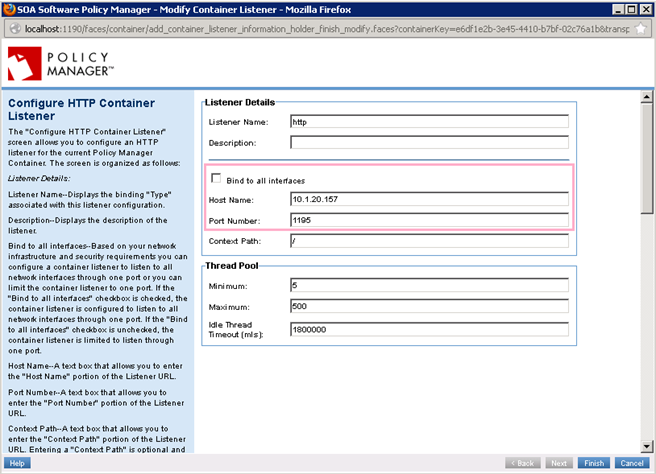 SOA Software Policy Manager - Modify Container Listener - Mozilla Firefox
localhost:1190/faces/container/add_container_listener_information_holder_finish_modify.faces?containerKey=e6df1e2b-3e45-4410-b7bf-02c76a1b&transp
POLICY
MANAGER™
Configure HTTP Container
Listener
The "Configure HTTP Container Listener"
screen allows you to configure an HTTP
listener for the current Policy Manager
Container. The screen is organized as follows:
Listener Details:
Listener Name--Displays the binding "Type"
associated with this listener configuration.
Description--Displays the description of the
listener.
Bind to all interfaces--Based on your network
infrastructure and security requirements you can
configure a container listener to listen to all
network interfaces through one port or you can
limit the container listener to one port. If the
"Bind to all interfaces" checkbox is checked, the
container listener is configured to listen to all
network interfaces through one port. If the "Bind
to all interfaces" checkbox is unchecked, the
container listener is limited to listen through
one port.
Host Name--A text box that allows you to enter
the "Host Name" portion of the Listener URL.
Port Number--A text box that allows you to
enter the "Port Number" portion of the Listener
URL.
Context Path--A text box that allows you to
enter the "Context Path" portion of the Listener
URL. Entering a "Context Path" is optional and
Listener Details
Listener Name: http
Description:
Bind to all interfaces
Host Name: 10.1.20.157
Port Number: 1195
Context Path: /
Thread Pool
Minimum: 5
Maximum: 500
Idle Thread
Timeout (mls): 1800000
Help
< Back Next Finish Cancel